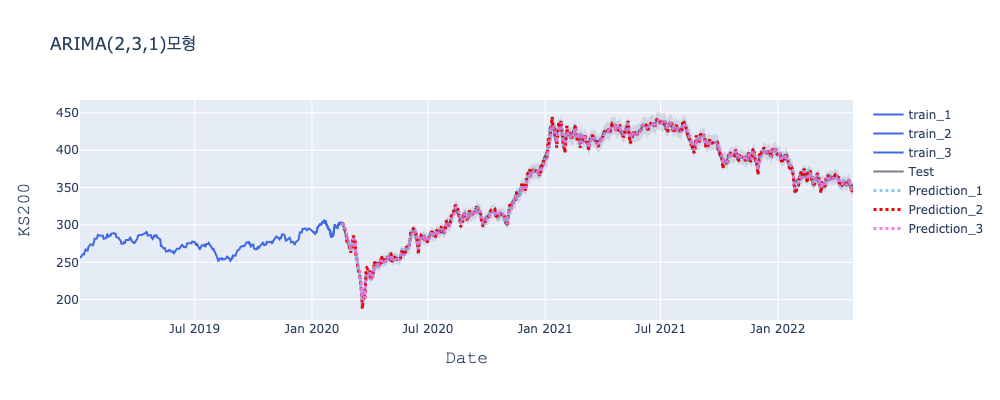 ARIMA(2,3,1)모형
450
400
350
300
250
200
KS200
Jul 2019
Jan 2020
Jul 2020
Jan 2021
Jul 2021
Jan 2022
Date
train_1
train_2
train_3
Test
Prediction_1
Prediction_2
Prediction_3